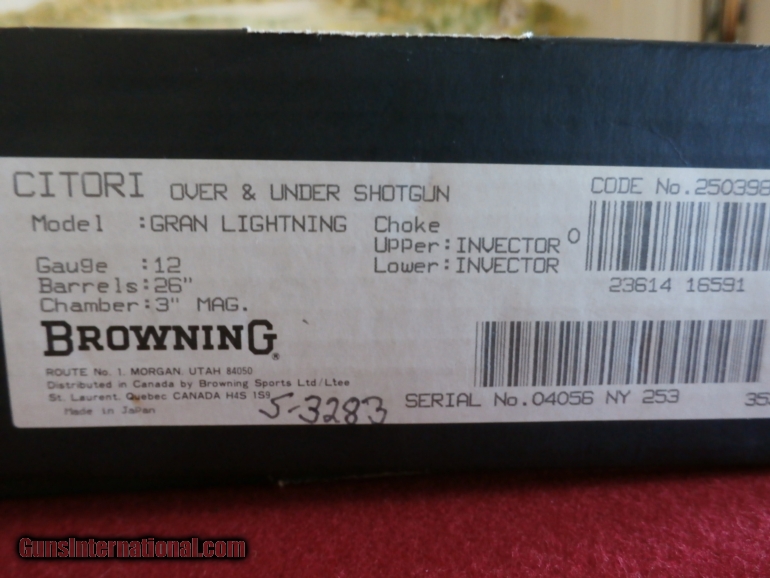 CITORI OVER & UNDER SHOTGUN
CODE No. 250398
Model :GRAN LIGHTNING
Choke
Upper:INVECTOR O
Lower:INVECTOR
Gauge :12
Barrels:26"
Chamber:3" MAG.
23614 16591
BROWNING®
ROUTE No. 1. MORGAN, UTAH 84050
Distributed in Canada by Browning Sports Ltd/Ltee
St. Laurent, Quebec CANADA H4S 1S9
Made in Japan
5-3283
SERIAL No. 04056 NY 253
353
GunsInternational.com